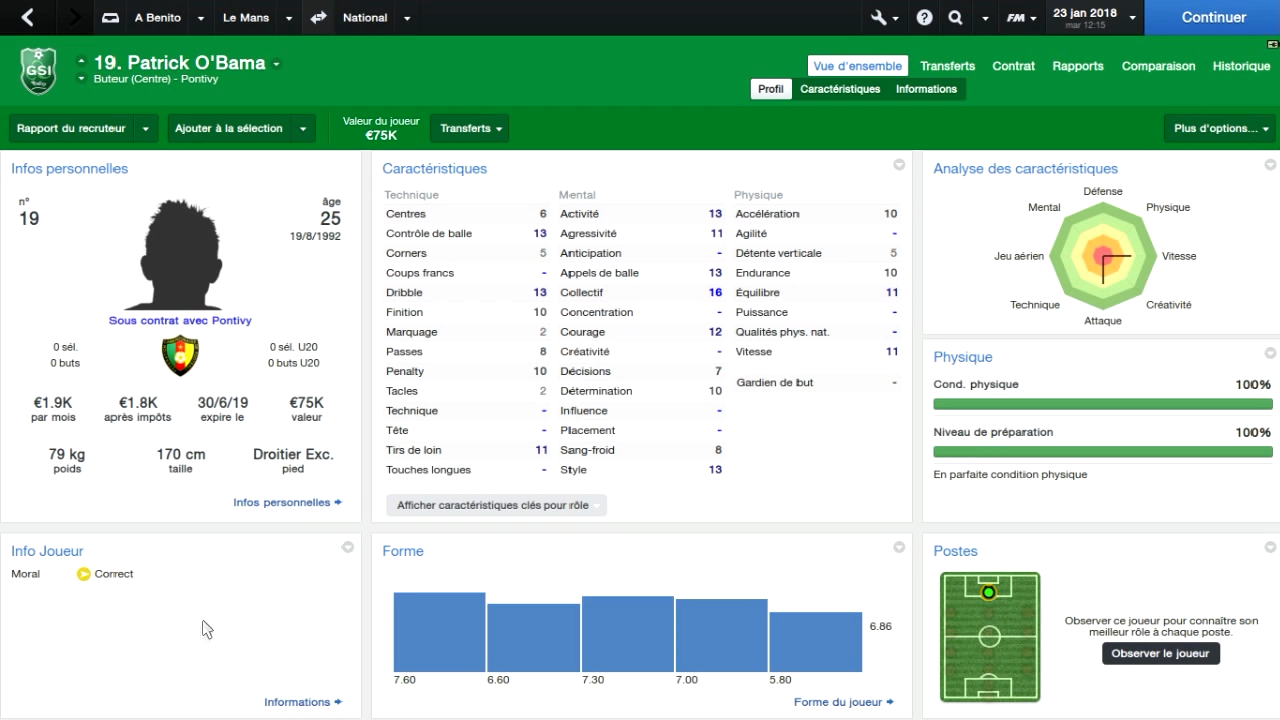 A Benito
Le Mans
National
FM
23 jan 2018
mar 12:15
Continuer
GSI
19. Patrick O'Bama
Buteur (Centre) - Pontivy
Vue d'ensemble
Transferts
Contrat
Rapports
Comparaison
Historique
Profil
Caractéristiques
Informations
Rapport du recruteur
Ajouter à la sélection
Valeur du joueur
€75K
Transferts
Plus d'options...
Infos personnelles
n°
19
âge
25
19/8/1992
Sous contrat avec Pontivy
0 sél.
0 buts
0 sél. U20
0 buts U20
€1.9K
par mois
€1.8K
après impôts
30/6/19
expire le
€75K
valeur
79 kg
poids
170 cm
taille
Droitier Exc.
pied
Infos personnelles
Caractéristiques
Technique
Centres 6
Contrôle de balle 13
Corners 5
Coups francs -
Dribble 13
Finition 10
Marquage 2
Passes 8
Penalty 10
Tacles 2
Technique -
Tête -
Tirs de loin 11
Touches longues -
Mental
Activité 13
Agressivité 11
Anticipation -
Appels de balle 13
Collectif 16
Concentration -
Courage 12
Créativité -
Décisions 7
Détermination 10
Influence -
Placement -
Sang-froid 8
Style 13
Physique
Accélération 10
Agilité -
Détente verticale 5
Endurance 10
Équilibre 11
Puissance -
Qualités phys. nat. -
Vitesse 11
Gardien de but -
Afficher caractéristiques clés pour rôle
Analyse des caractéristiques
Défense
Mental
Physique
Jeu aérien
Vitesse
Technique
Créativité
Attaque
Physique
Cond. physique 100%
Niveau de préparation 100%
En parfaite condition physique
Info Joueur
Moral Correct
Informations
Forme
6.86
7.60 6.60 7.30 7.00 5.80
Forme du joueur
Postes
Observer ce joueur pour connaître son
meilleur rôle à chaque poste.
Observer le joueur